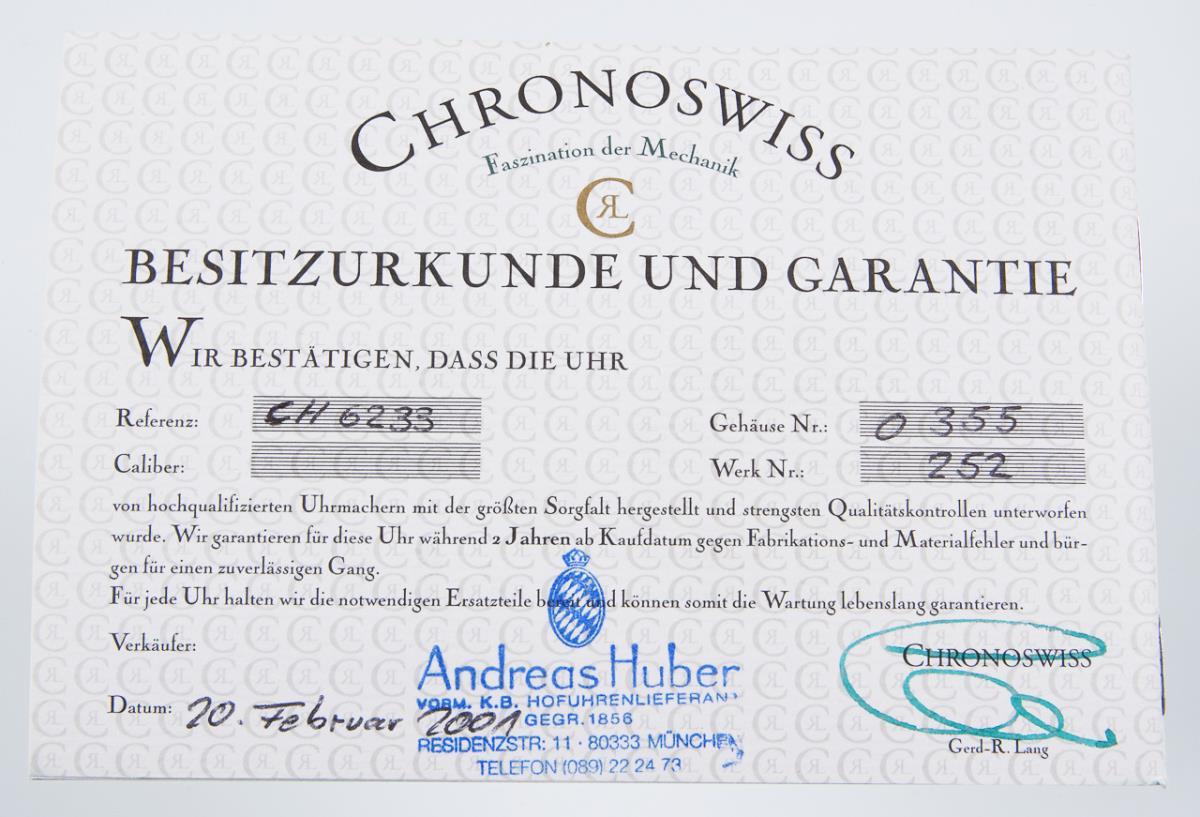 CHRONOSWISS
Faszination der Mechanik
BESITZURKUNDE UND GARANTIE
WIR BESTÄTIGEN, DASS DIE UHR
Referenz: CH 6233 Gehäuse Nr.: 0 355
Caliber: Werk Nr.: 252
von hochqualifizierten Uhrmachern mit der größten Sorgfalt hergestellt und strengsten Qualitätskontrollen unterworfen
wurde. Wir garantieren für diese Uhr während 2 Jahren ab Kaufdatum gegen Fabrikations- und Materialfehler und bür-
gen für einen zuverlässigen Gang.
Für jede Uhr halten wir die notwendigen Ersatzteile bereit und können somit die Wartung lebenslang garantieren.
Verkäufer:
Andreas Huber
VORM. K.B. HOFUHRENLIEFERANT
GEGR. 1856
RESIDENZSTR: 11 · 80333 MÜNCHEN
TELEFON (089) 22 24 73
Datum: 20. Februar 2001
CHRONOSWISS
Gerd-R. Lang